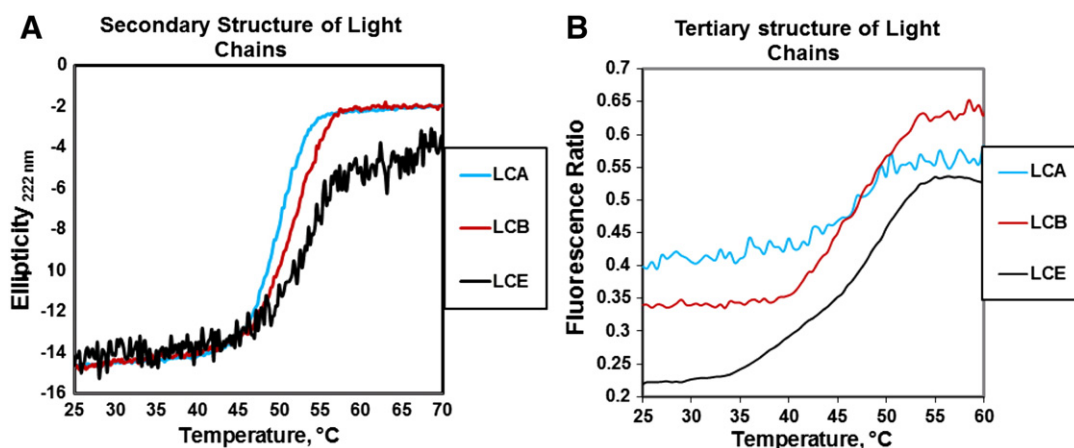 A
Secondary Structure of Light
Chains
0
-2
-4
-6
-8
10
-12
-14
-16
Ellipticity 222 nm
25 30 35 40 45 50 55 60 65 70
Temperature, °C
LCA
LCB
LCE
B
Tertiary structure of Light
Chains
0.67
0.65
0.6
0.55
0.5
0.45
0.4
0.35
0.3
0.25
0.2
Fluorescence Ratio
25 30 35 40 45 50 55 60
Temperature, °C
LCA
LCB
LCE